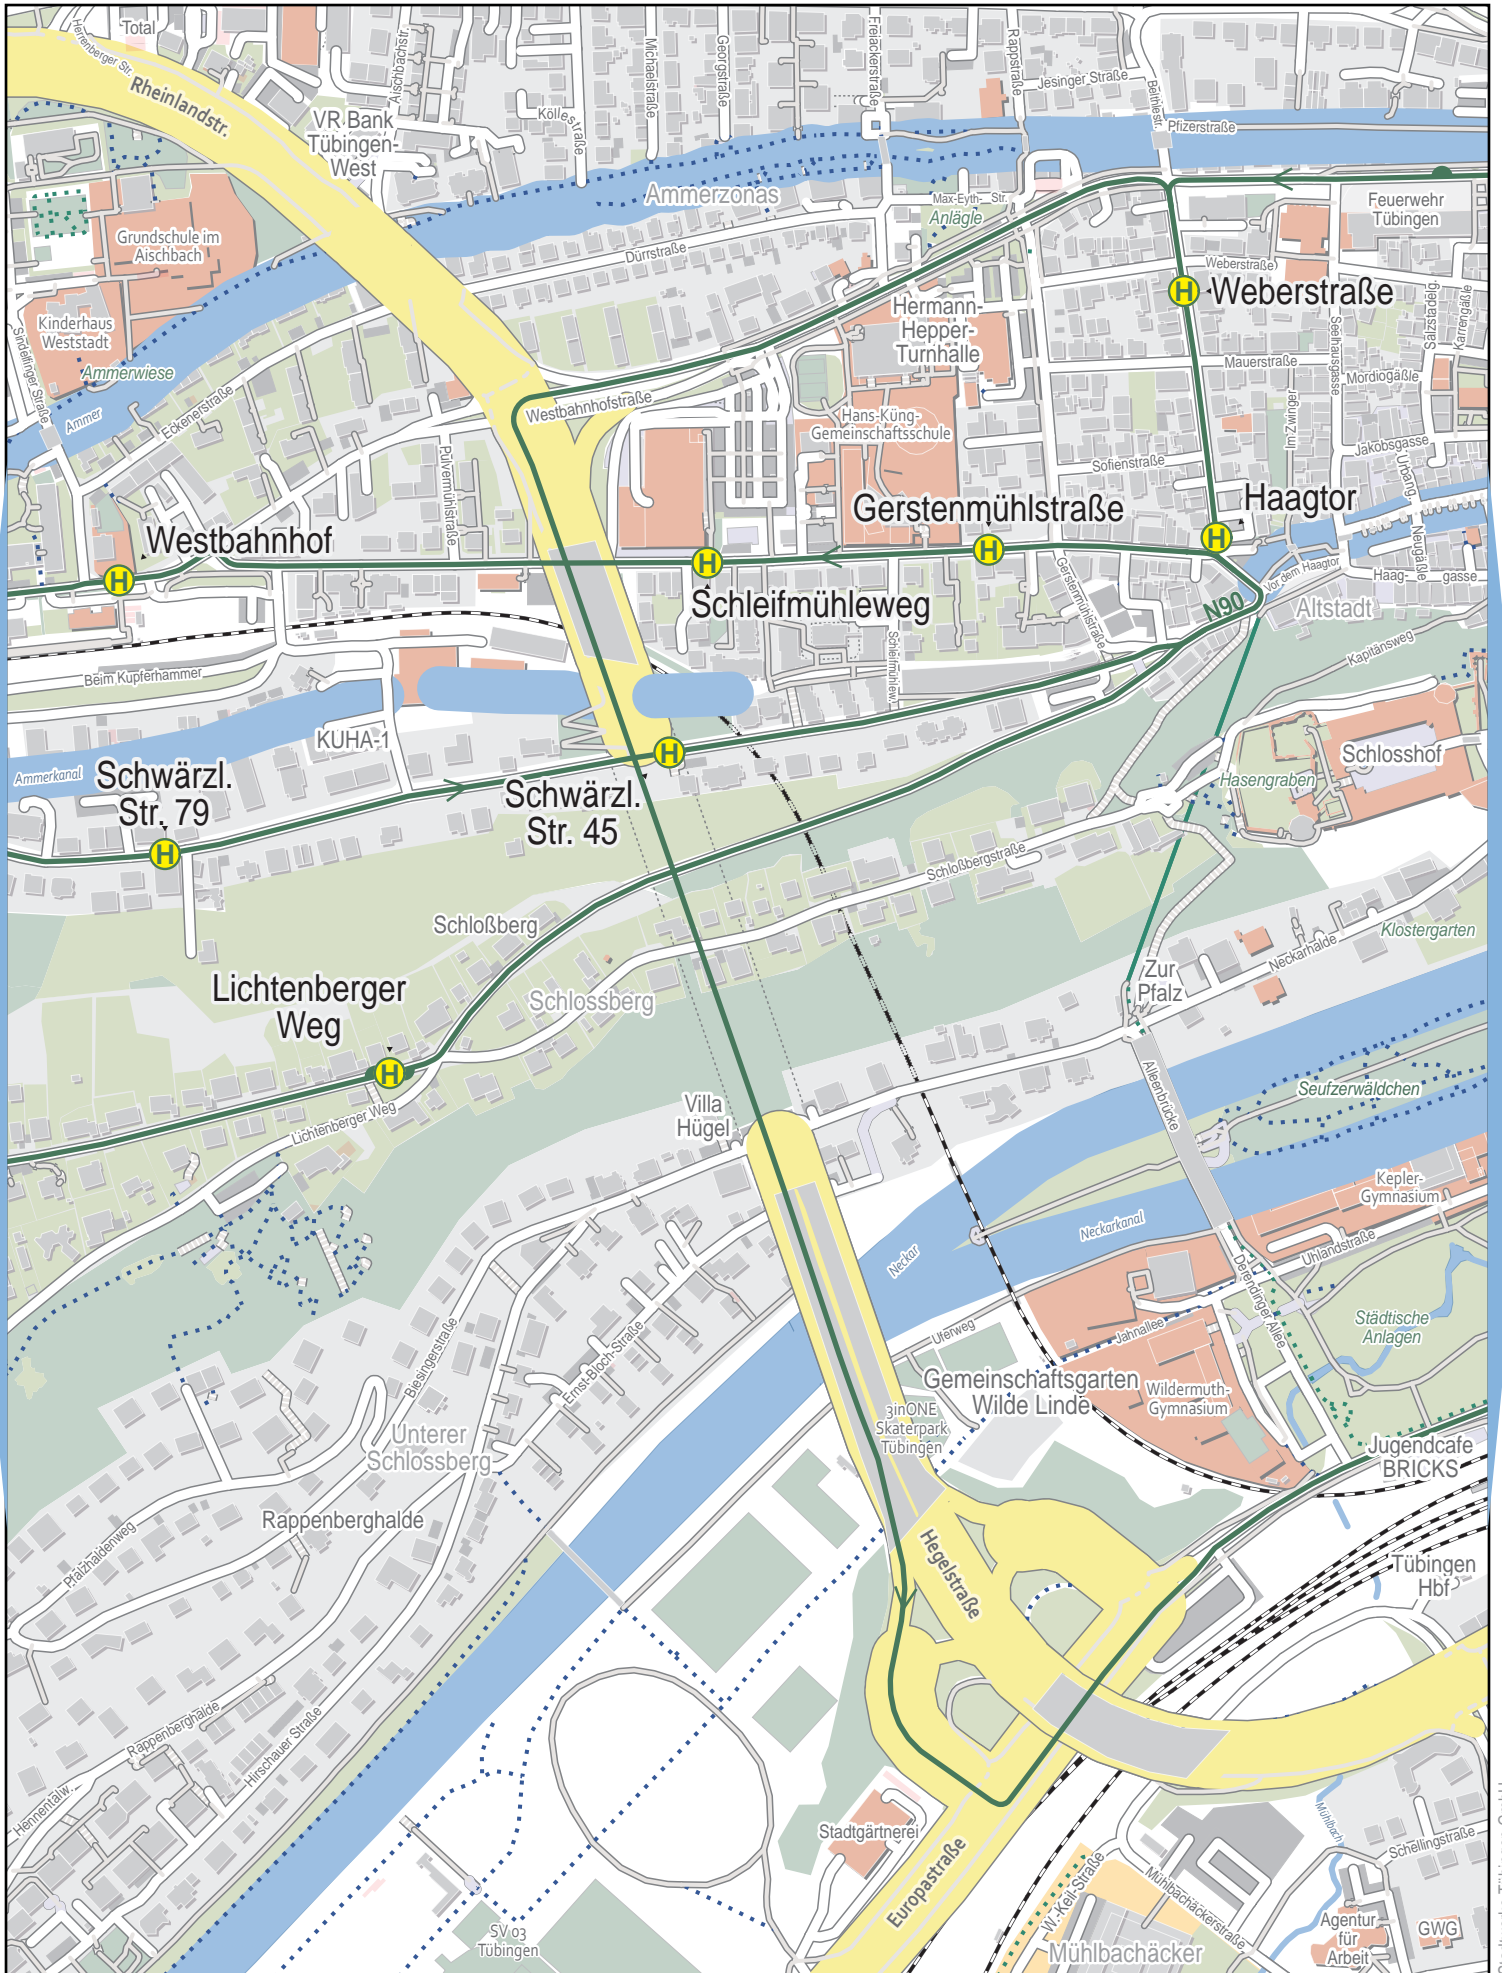 Total
Herrenberger Str.
Rheinlandstr.
VR Bank
Tübingen-
West
Aischbachstr.
Köllestraße
Michaelstraße
Georgstraße
Freiackerstraße
Rappstraße
Jesinger Straße
Belthlestr.
Pfizerstraße
Ammerzonas
Max-Eyth- Str.
Anlägle
Feuerwehr
Tübingen
Grundschule im
Aischbach
Dürrstraße
Weberstraße
H
Weberstraße
Kinderhaus
Weststadt
Sindelfinger Straße
Ammerwiese
Ammer
Eckenerstraße
Hermann-
Hepper-
Turnhalle
Mauerstraße
Seelhausgasse
Salzstadelg.
Karrengäßle
Mordiogäßle
Im Zwinger
Westbahnhofstraße
Hans-Küng-
Gemeinschaftsschule
Jakobsgasse
Urbang.
Pulvermühlstraße
Sofienstraße
Neugäßle
Westbahnhof
H
Gerstenmühlstraße
H
Haagtor
H
H
Schleifmühleweg
Gerstenmühlstraße
Vor dem Haagtor
Haag-
gasse
N90
Altstadt
Schleifmühlew.
Kapitänsweg
Beim Kupferhammer
KUHA-1
Ammerkanal
Schwärzl.
Str. 79
H
Schwärzl.
Str. 45
H
Schlosshof
Hasengraben
Schloßbergstraße
Schloßberg
Klostergarten
Neckarhalde
Zur
Pfalz
Lichtenberger
Weg
H
Schlossberg
Lichtenberger Weg
Villa
Hügel
Alleenbrücke
Seufzerwäldchen
Kepler-
Gymnasium
Neckarkanal
Neckar
Uhlandstraße
Derendinger Allee
Städtische
Anlagen
Uferweg
Jahnallee
Biesingerstraße
Ernst-Bloch-Straße
Gemeinschaftsgarten
Wilde Linde
Wildermuth-
Gymnasium
3inONE
Skaterpark
Tübingen
Unterer
Schlossberg
Jugendcafe
BRICKS
Rappenberghalde
Pfalzhaldenweg
Hegelstraße
Tübingen
Hbf
Rappenberghalde
Hirschauer Straße
Hennentalw.
Stadtgärtnerei
Europastraße
SV 03
Tübingen
W.-Keil-Straße
Mühlbachäckerstraße
Mühlbachäcker
Mühlbach
Schellingstraße
Agentur
für
Arbeit
GWG